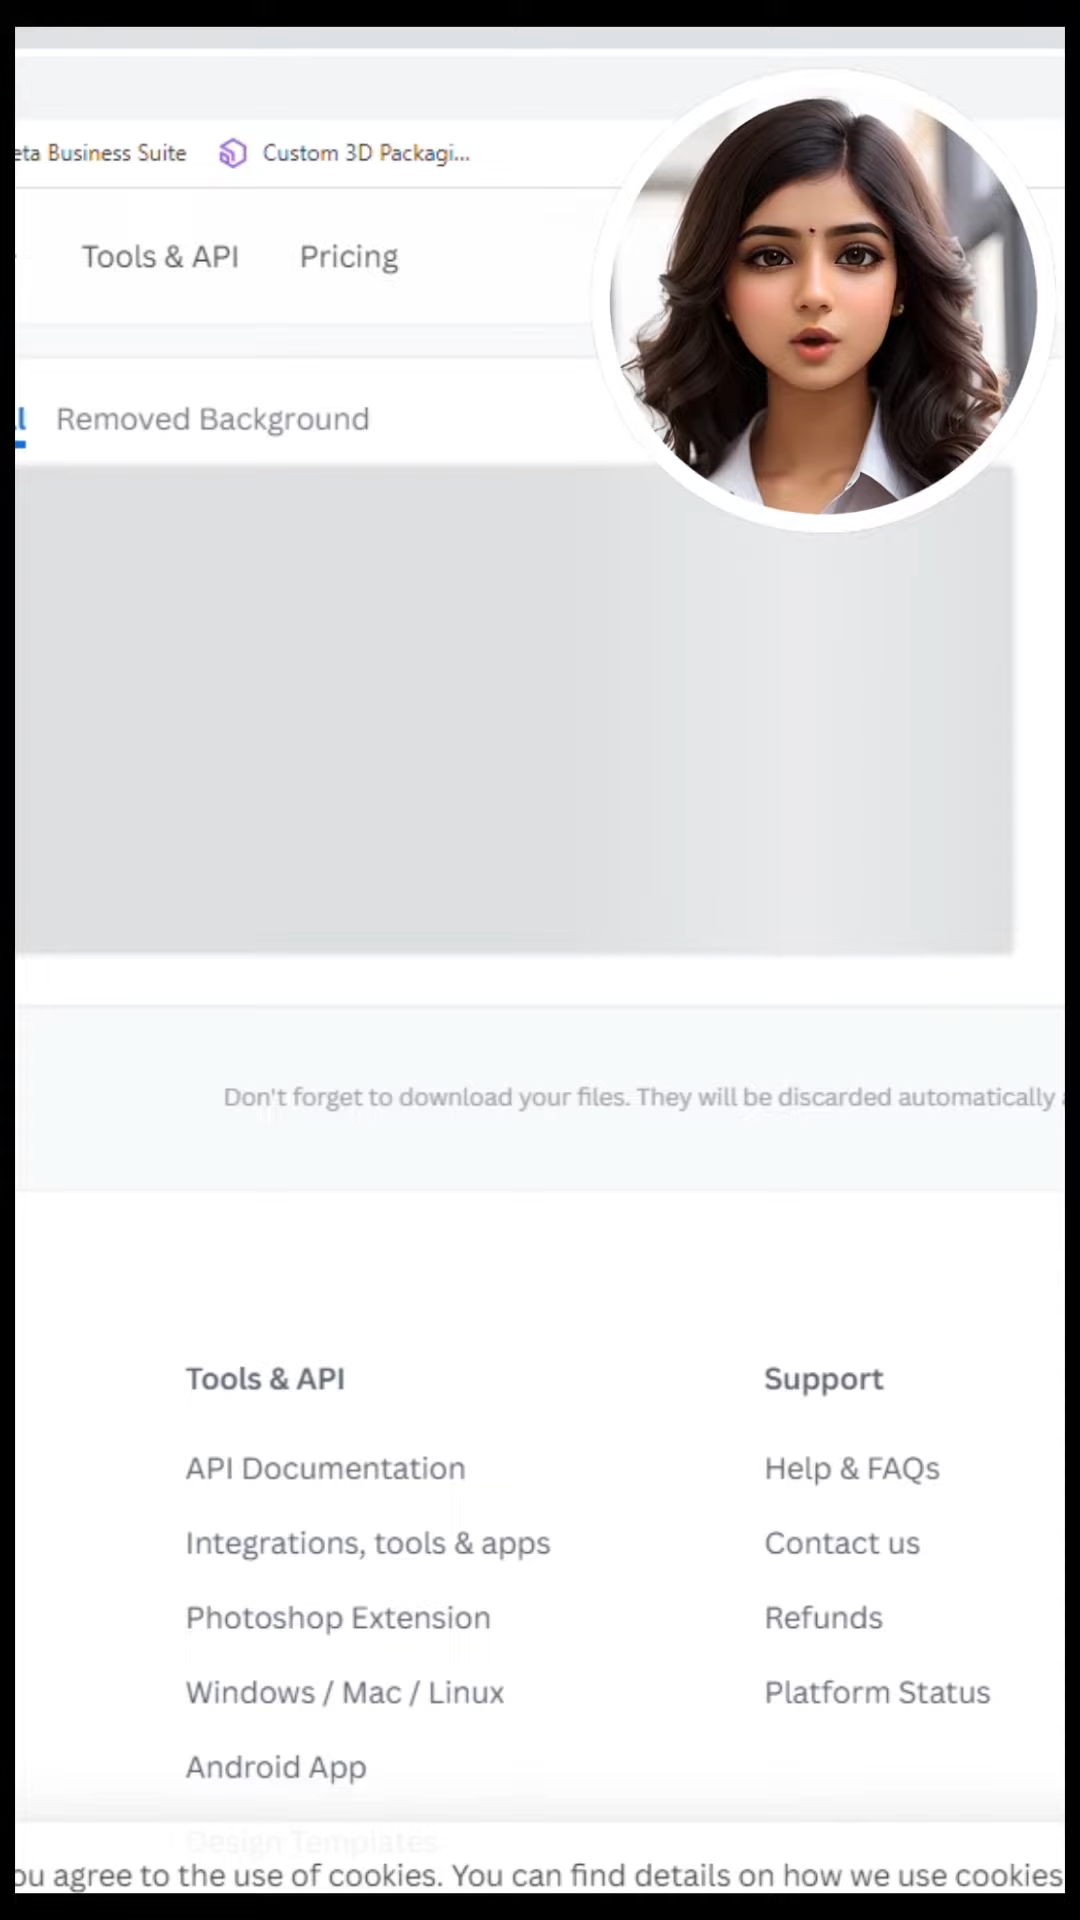 eta Business Suite Custom 3D Packagi...
Tools & API Pricing
Removed Background
Don't forget to download your files. They will be discarded automatically
Tools & API
API Documentation
Integrations, tools & apps
Photoshop Extension
Windows / Mac / Linux
Android App
Design Templates
Support
Help & FAQs
Contact us
Refunds
Platform Status
ou agree to the use of cookies. You can find details on how we use cookies